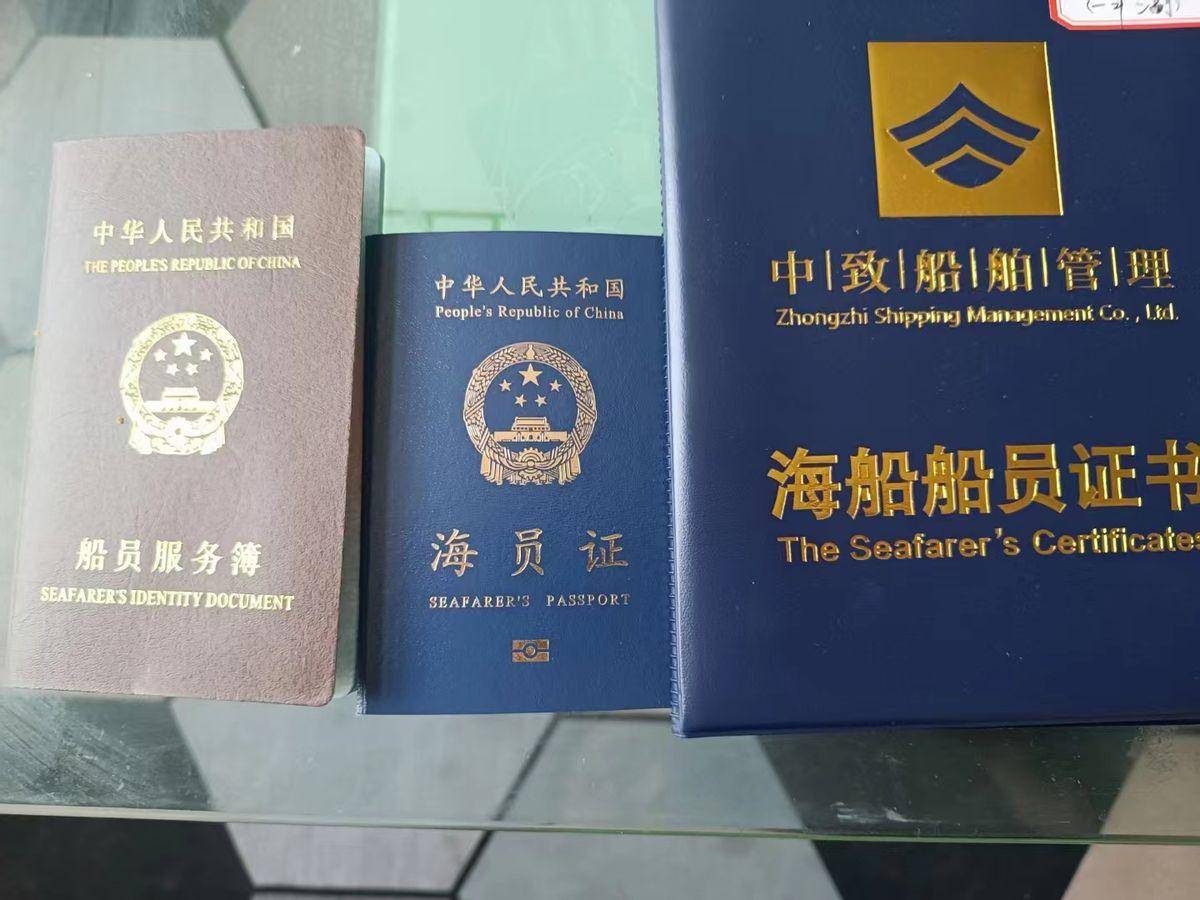 中华人民共和国
THE PEOPLE'S REPUBLIC OF CHINA
船员服务簿
SEAFARER'S IDENTITY DOCUMENT
中华人民共和国
People's Republic of China
海员证
SEAFARER'S PASSPORT
中|致|船|舶|管|理
Zhongzhi Shipping Management Co., Ltd.
海船船员证书
The Seafarer's Certificates